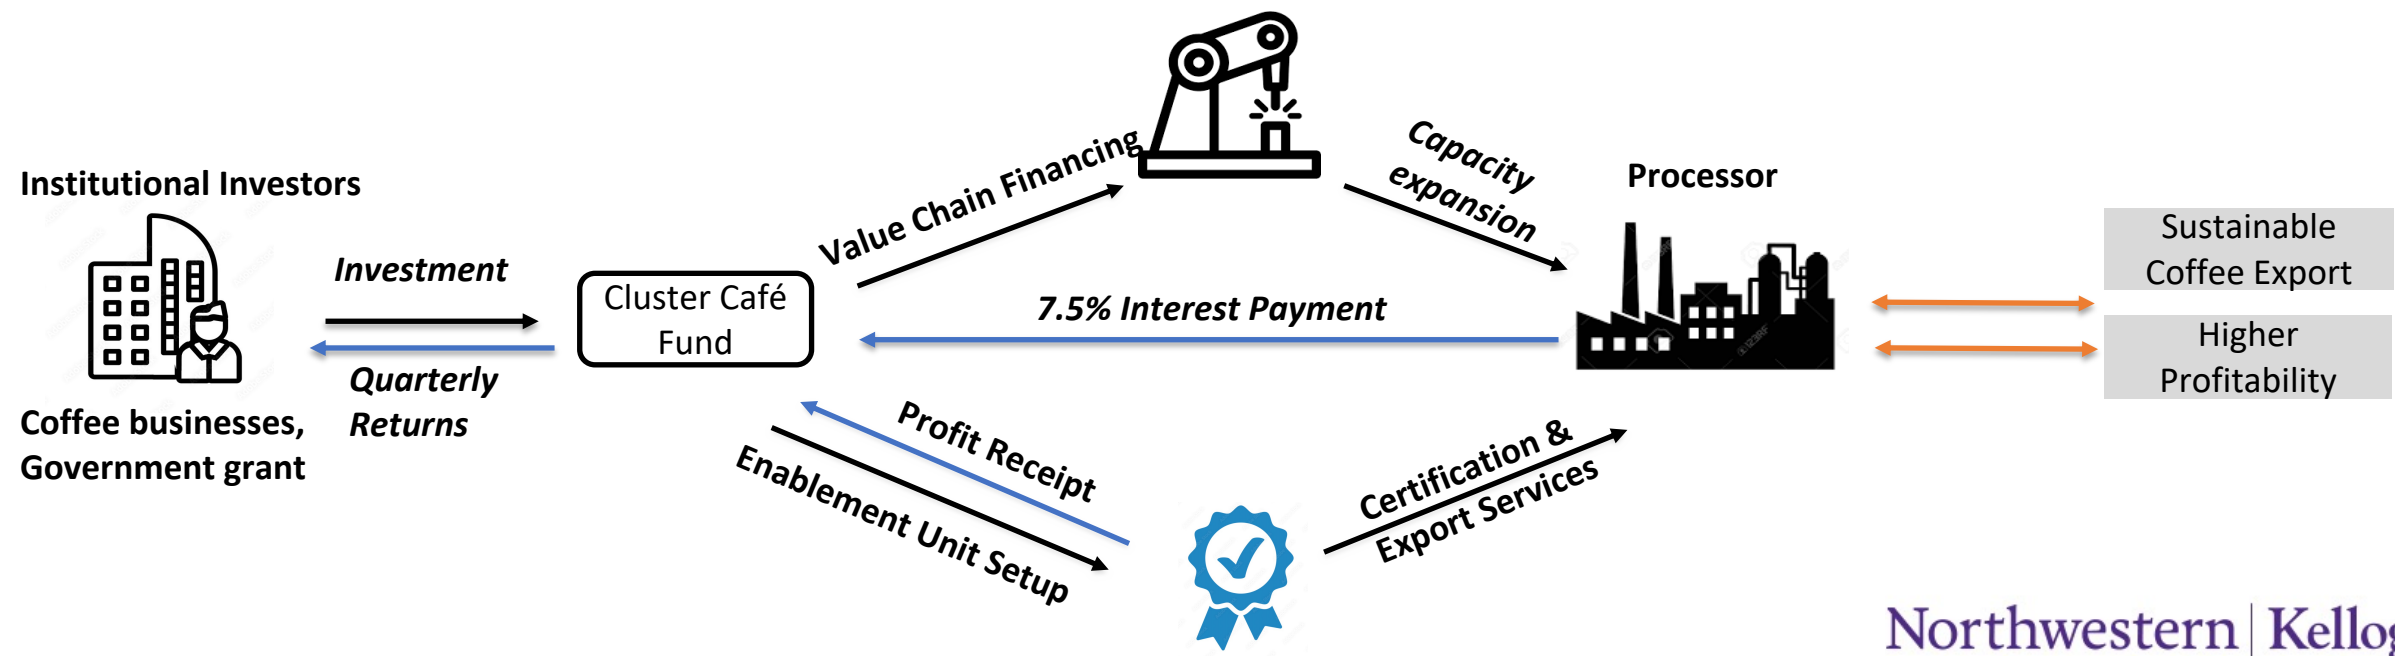 Institutional Investors
Coffee businesses,
Government grant
Investment
Quarterly
Returns
Cluster Café
Fund
Value Chain Financing
Capacity
expansion
7.5% Interest Payment
Profit Receipt
Enablement Unit Setup
Certification &
Export Services
Processor
Sustainable
Coffee Export
Higher
Profitability
Northwestern | Kellog